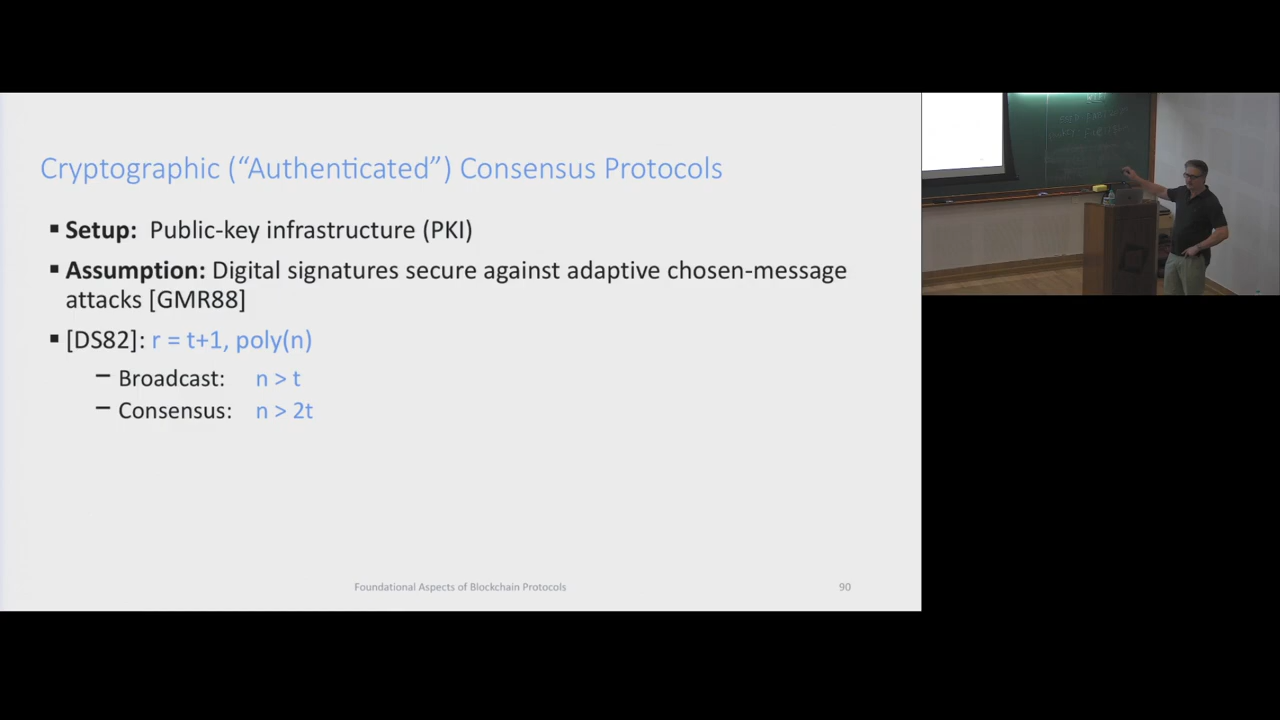 Cryptographic (“Authenticated”) Consensus Protocols
▪ Setup: Public-key infrastructure (PKI)
▪ Assumption: Digital signatures secure against adaptive chosen-message
attacks [GMR88]
▪ [DS82]: r = t+1, poly(n)
– Broadcast: n > t
– Consensus: n > 2t
Foundational Aspects of Blockchain Protocols 90